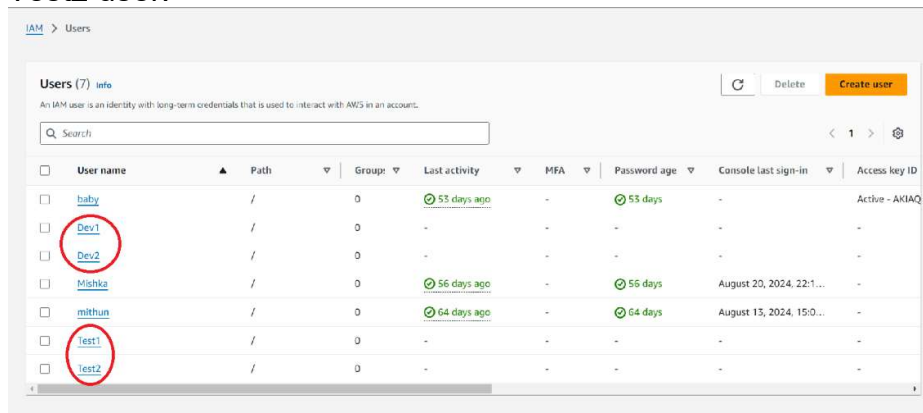 IAM > Users
Users (7) Info
Delete
Create user
An IAM user is an identity with long-term credentials that is used to interact with AWS in an account.
Search
< 1 >
User name Path Group: Last activity MFA Password age Console last sign-in Access key ID
baby / 0 53 days ago - 53 days - Active - AKIAQ
Dev1 / 0 - - - - -
Dev2 / 0 - - - - -
Mishka / 0 56 days ago - 56 days August 20, 2024, 22:1... -
mithun / 0 64 days ago - 64 days August 13, 2024, 15:0... -
Test1 / 0 - - - - -
Test2 / 0 - - - - -